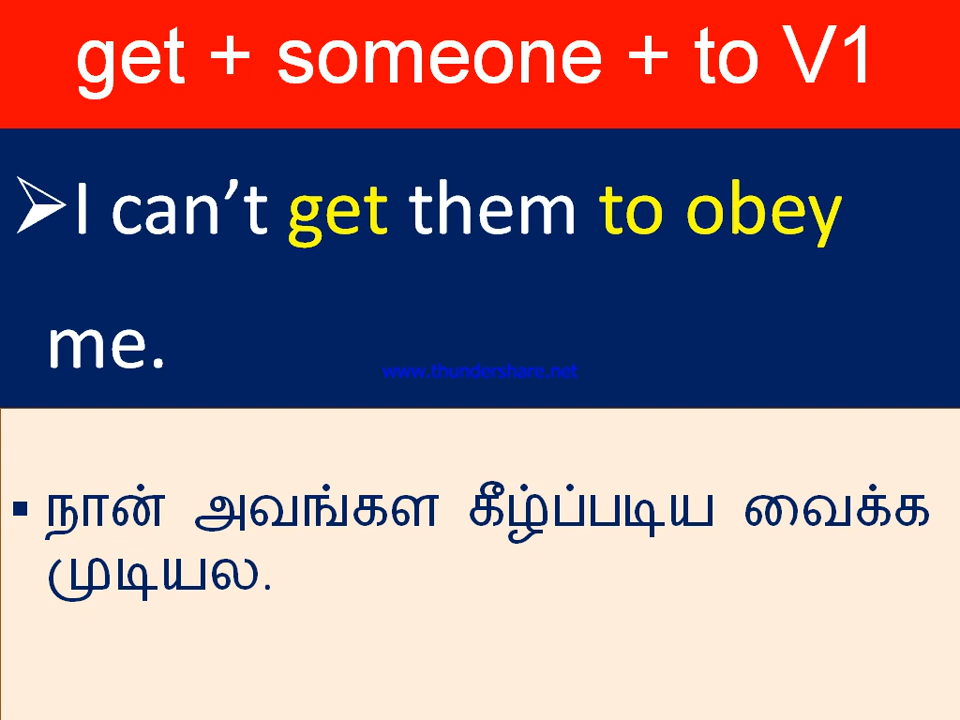 get + someone + to V1
➢I can’t get them to obey
me.
www.thundershare.net
▪ நான் அவங்கள கீழ்ப்படிய வைக்க
முடியல.